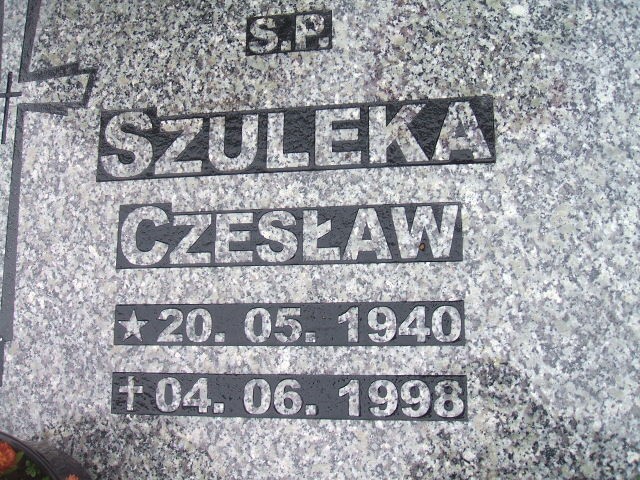 Ś.P.
SZULEKA
CZESŁAW
★ 20. 05. 1940
✝ 04. 06. 1998